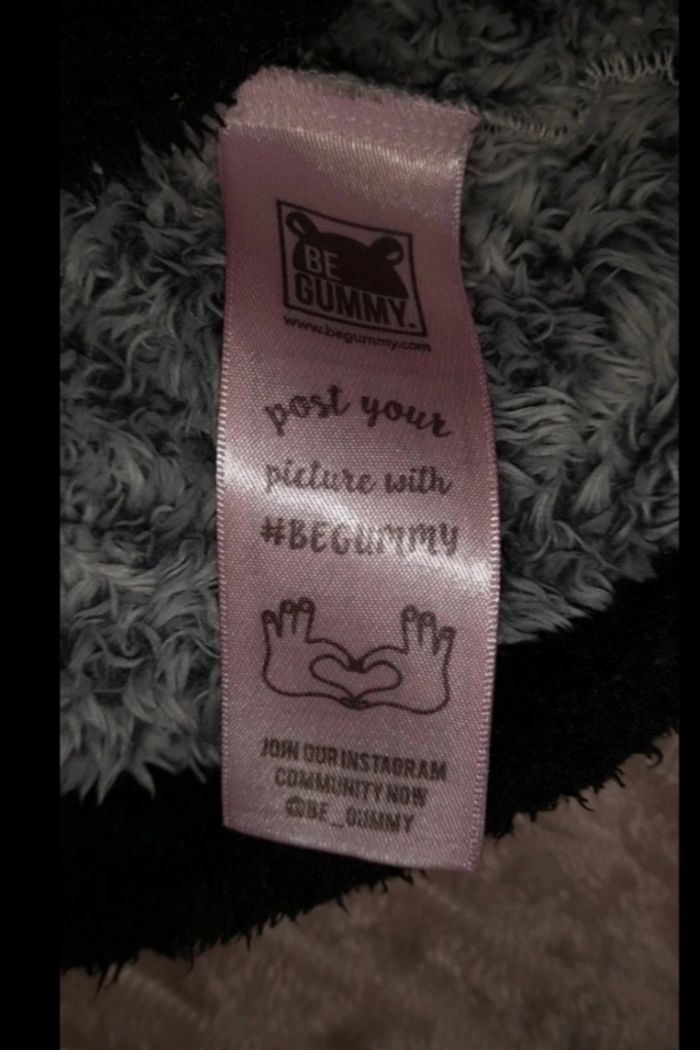 BE
GUMMY.
www.begummy.com
post your
picture with
#BEGUMMY
JOIN OUR INSTAGRAM
COMMUNITY NOW
@BE_GUMMY